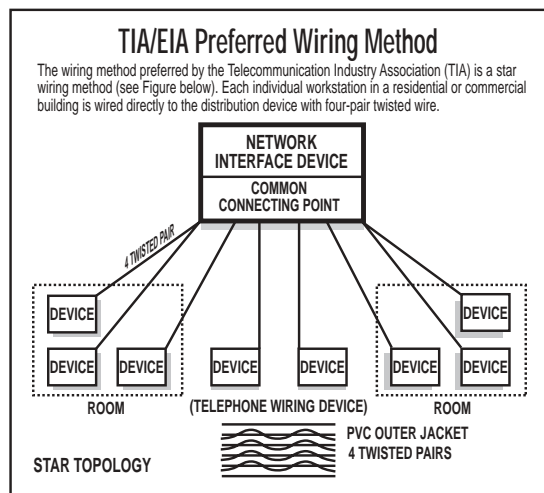 TIA/EIA Preferred Wiring Method
The wiring method preferred by the Telecommunication Industry Association (TIA) is a star
wiring method (see Figure below). Each individual workstation in a residential or commercial
building is wired directly to the distribution device with four-pair twisted wire.
NETWORK
INTERFACE DEVICE
COMMON
CONNECTING POINT
4 TWISTED PAIR
DEVICE
DEVICE
DEVICE
DEVICE
DEVICE
DEVICE
DEVICE
DEVICE
ROOM
(TELEPHONE WIRING DEVICE)
ROOM
PVC OUTER JACKET
4 TWISTED PAIRS
STAR TOPOLOGY